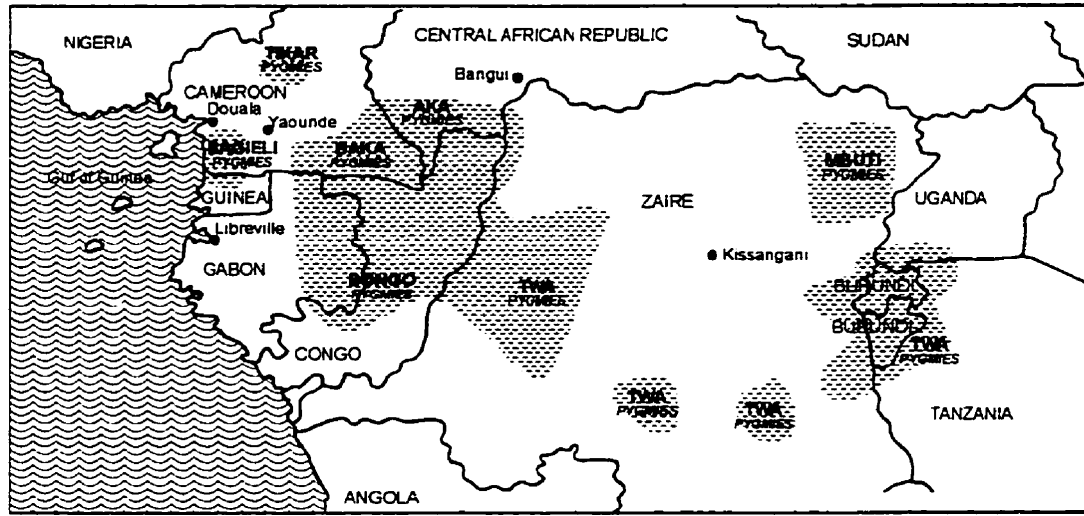 NIGERIA
TIKAR
PYGMIES
CENTRAL AFRICAN REPUBLIC
SUDAN
Bangui
CAMEROON
Douala
Yaounde
AKA
PYGMIES
PYGMIES
BAKA
PYGMIES
MBUTI
PYGMIES
Gulf of Guinea
GUINEA
ZAIRE
UGANDA
Libreville
Kissangani
GABON
BONGO
PYGMIES
TWA
PYGMIES
BURUNDI
BURUNDI
TWA
PYGMIES
CONGO
TWA
PYGMIES
TWA
PYGMIES
TANZANIA
ANGOLA